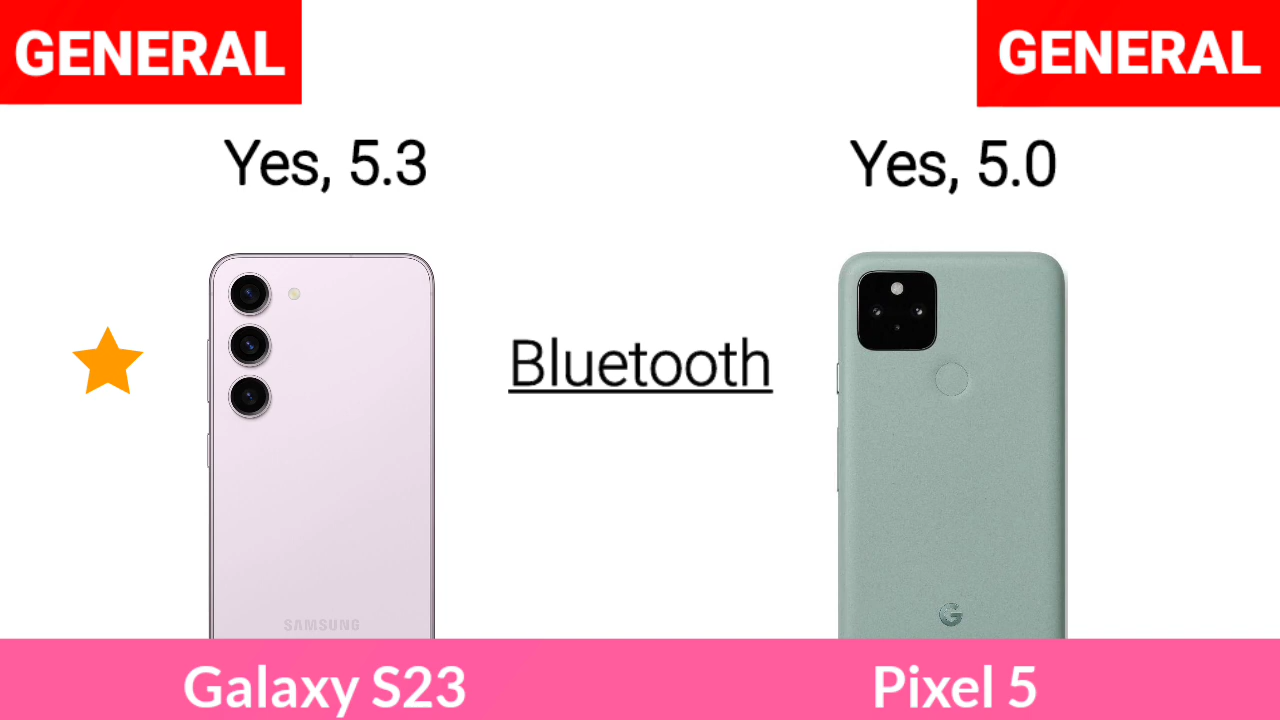 GENERAL
GENERAL
Yes, 5.3
Yes, 5.0
Bluetooth
SAMSUNG
G
Galaxy S23
Pixel 5